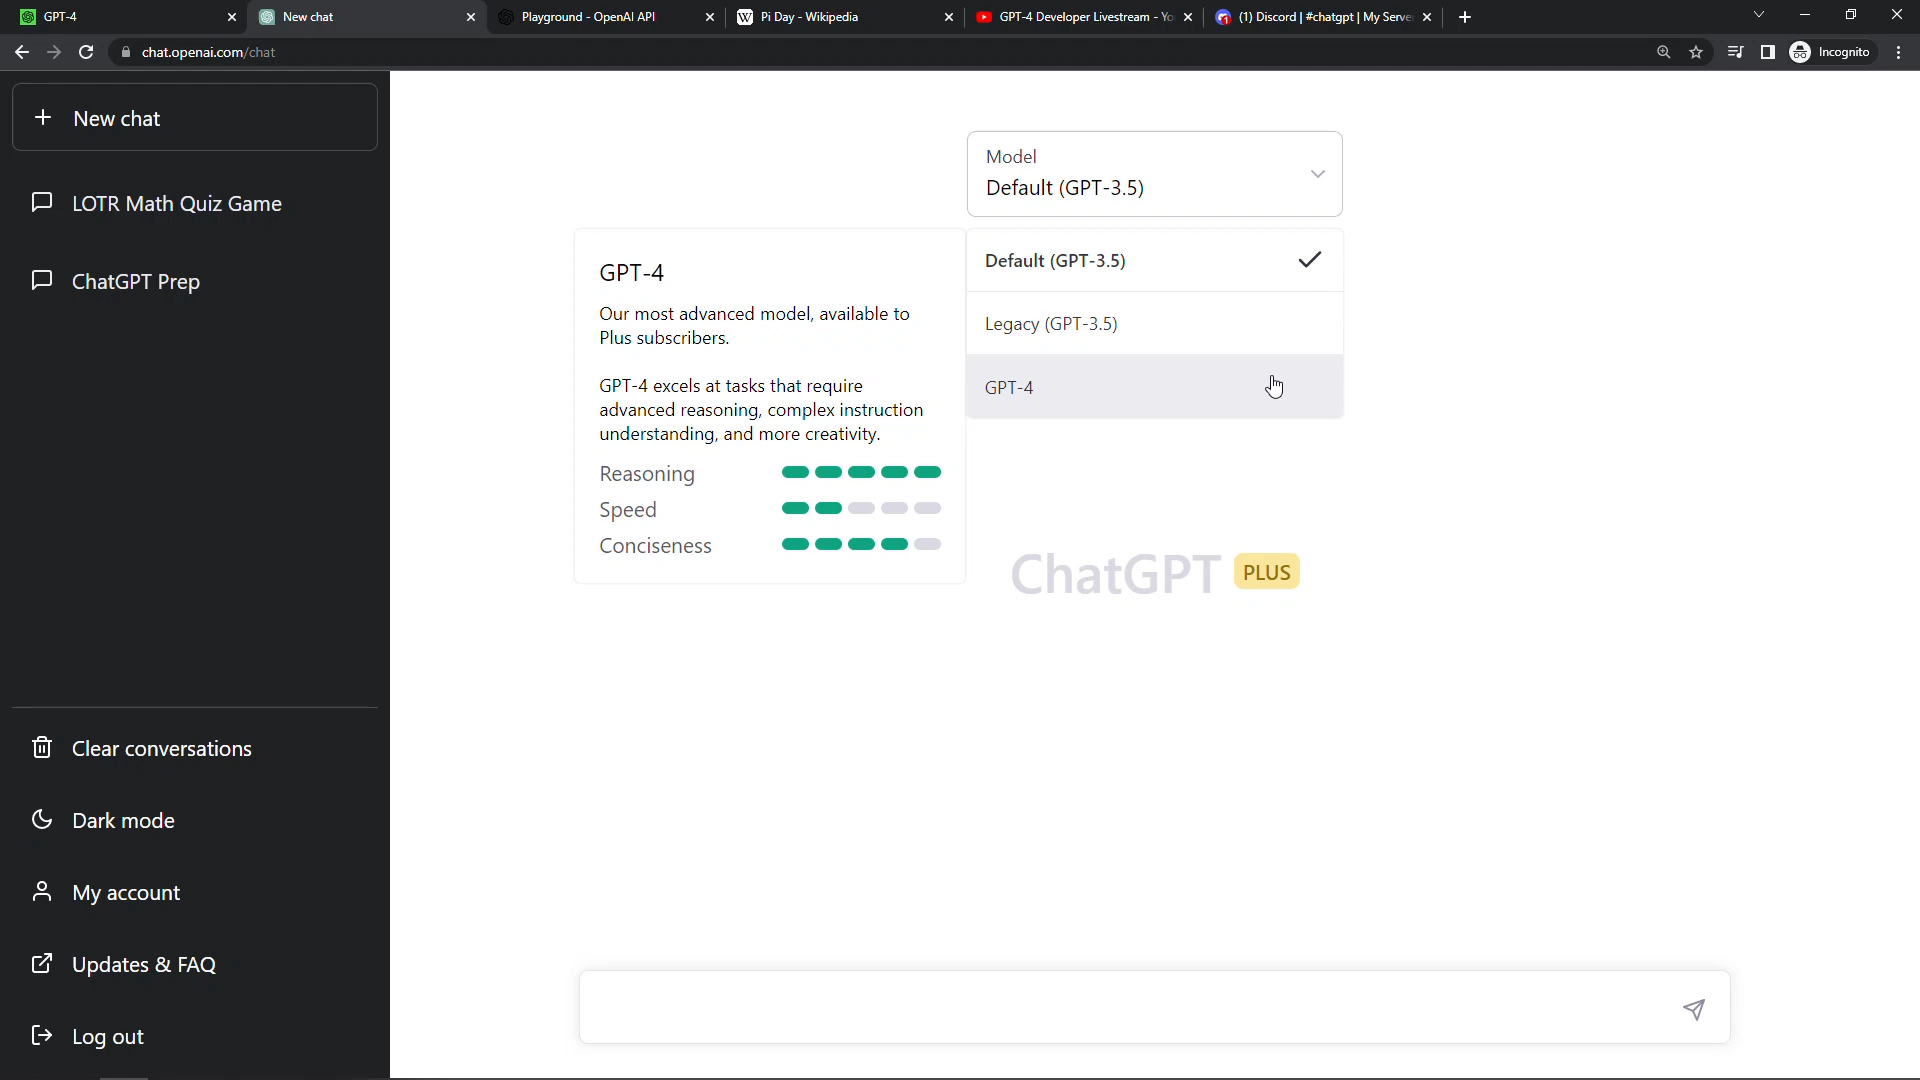 GPT-4
New chat
Playground - OpenAI API
Pi Day - Wikipedia
GPT-4 Developer Livestream - Yo
(1) Discord | #chatgpt | My Serve
chat.openai.com/chat
Incognito
New chat
LOTR Math Quiz Game
ChatGPT Prep
Clear conversations
Dark mode
My account
Updates & FAQ
Log out
Model
Default (GPT-3.5)
Default (GPT-3.5)
Legacy (GPT-3.5)
GPT-4
GPT-4
Our most advanced model, available to
Plus subscribers.
GPT-4 excels at tasks that require
advanced reasoning, complex instruction
understanding, and more creativity.
Reasoning
Speed
Conciseness
ChatGPT PLUS